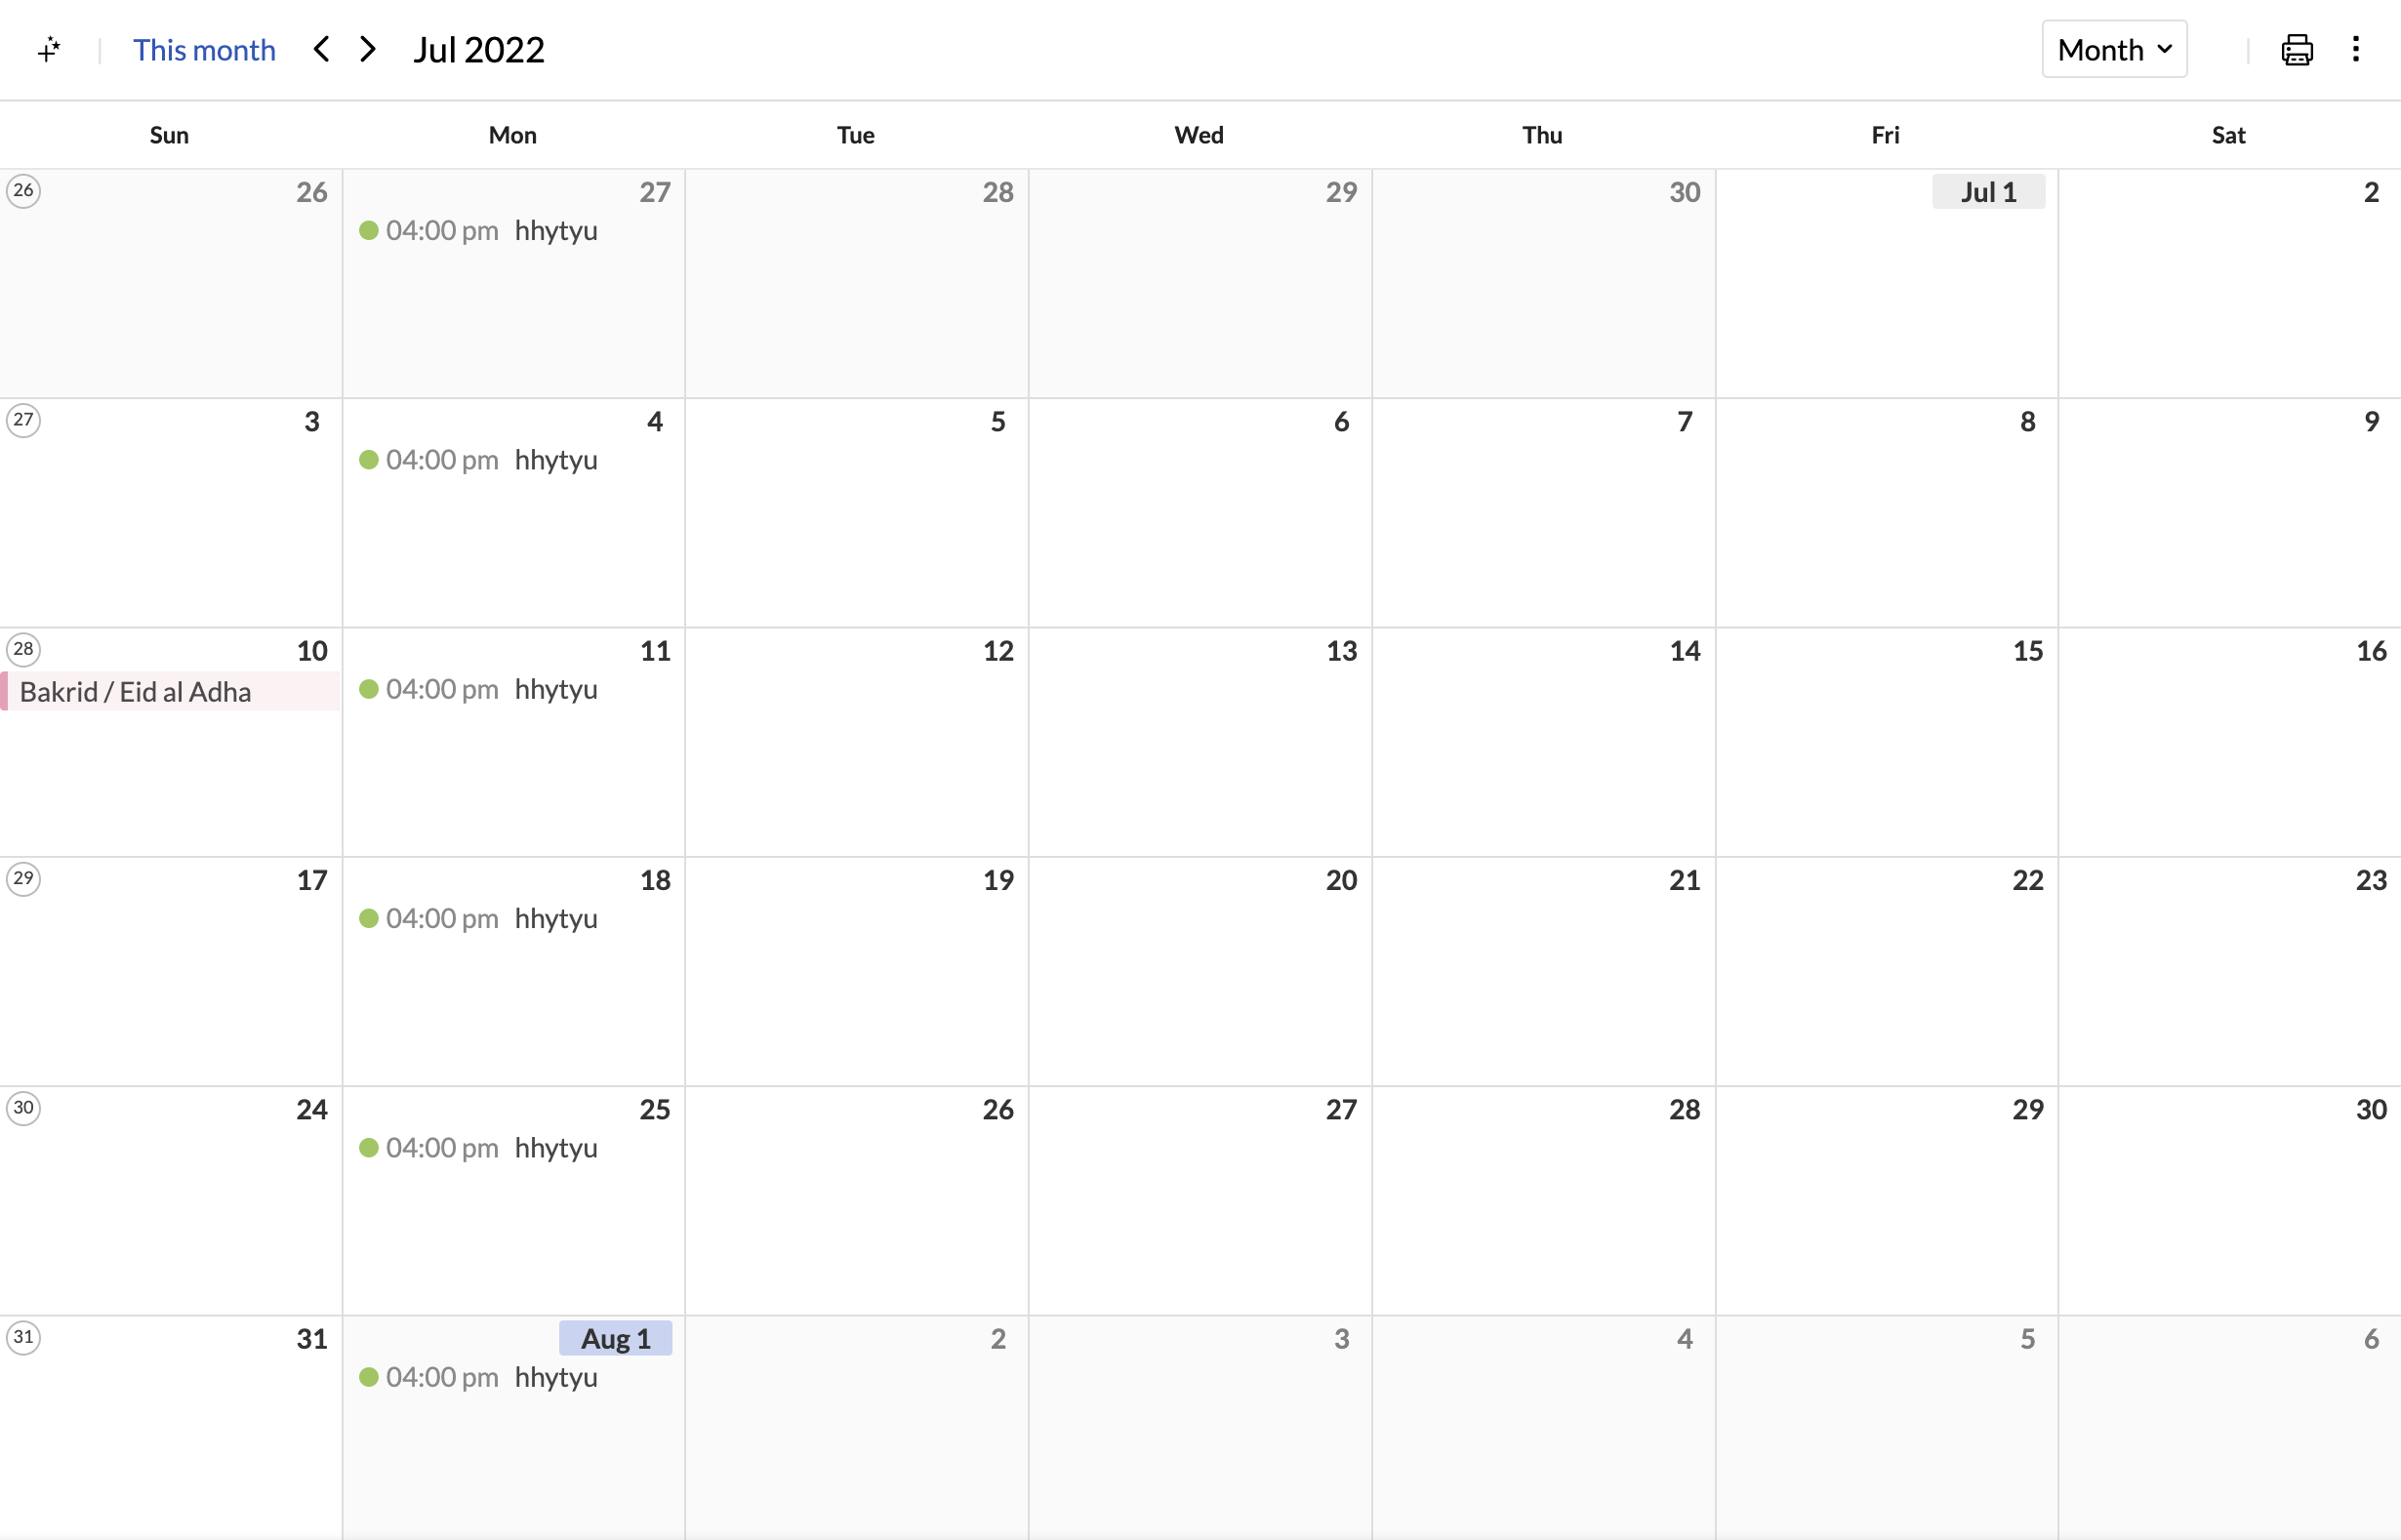 This month Jul 2022 Month
Sun Mon Tue Wed Thu Fri Sat
26 26 27 28 29 30 Jul 1 2
04:00 pm hhytyu
27 3 4 5 6 7 8 9
04:00 pm hhytyu
28 10 11 12 13 14 15 16
Bakrid / Eid al Adha 04:00 pm hhytyu
29 17 18 19 20 21 22 23
04:00 pm hhytyu
30 24 25 26 27 28 29 30
04:00 pm hhytyu
31 31 Aug 1 2 3 4 5 6
04:00 pm hhytyu